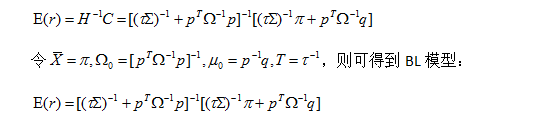 E(r) = H⁻¹C = [(τΣ)⁻¹ + pᵀΩ⁻¹p]⁻¹[(τΣ)⁻¹π + pᵀΩ⁻¹q]
令 X̄ = π, Ω₀ = [pᵀΩ⁻¹p]⁻¹, μ₀ = p⁻¹q, T = τ⁻¹，则可得到 BL 模型：
E(r) = [(τΣ)⁻¹ + pᵀΩ⁻¹p]⁻¹[(τΣ)⁻¹π + pᵀΩ⁻¹q]